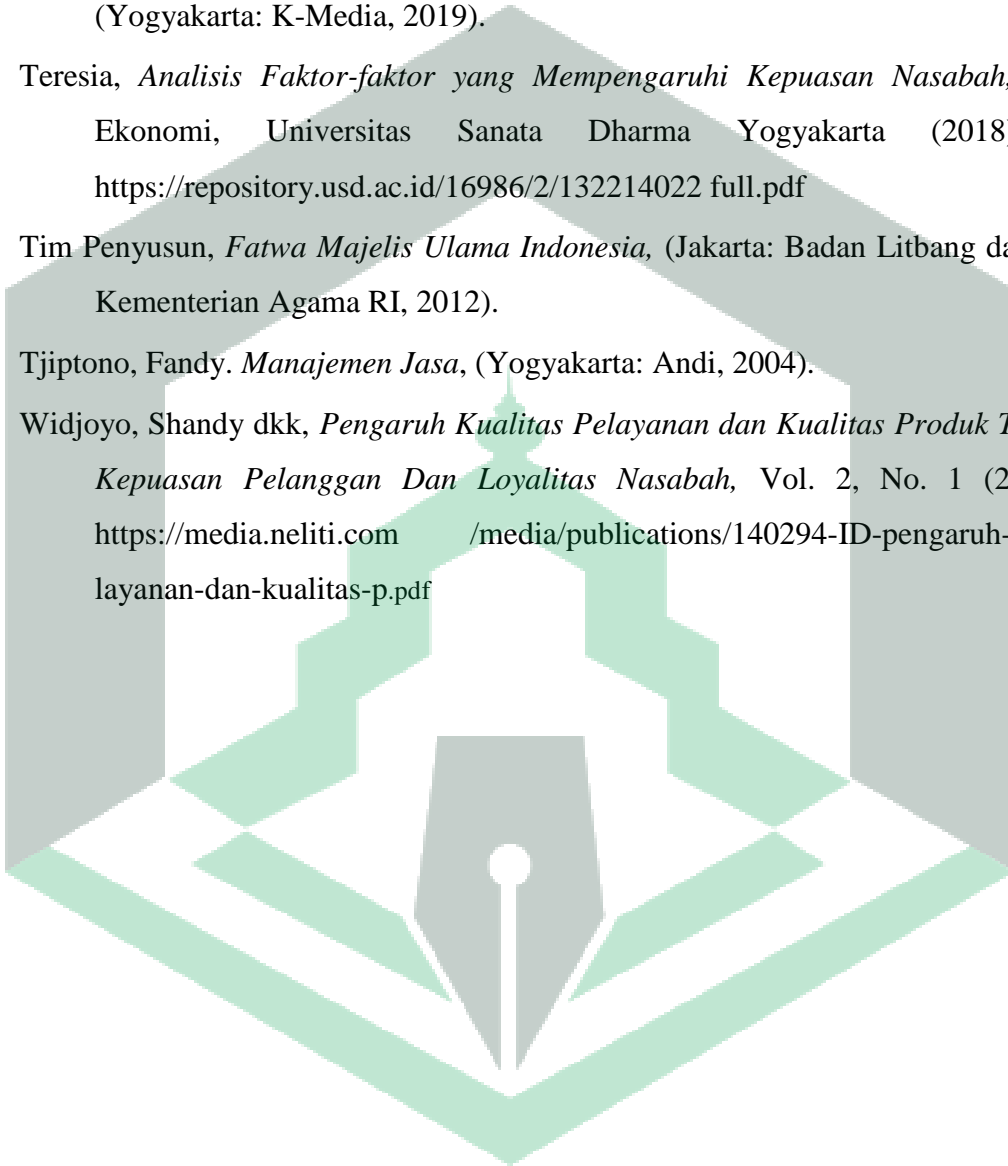 (Yogyakarta: K-Media, 2019).
Teresia, Analisis Faktor-faktor yang Mempengaruhi Kepuasan Nasabah,
Ekonomi, Universitas Sanata Dharma Yogyakarta (2018)
https://repository.usd.ac.id/16986/2/132214022 full.pdf
Tim Penyusun, Fatwa Majelis Ulama Indonesia, (Jakarta: Badan Litbang da
Kementerian Agama RI, 2012).
Tjiptono, Fandy. Manajemen Jasa, (Yogyakarta: Andi, 2004).
Widjoyo, Shandy dkk, Pengaruh Kualitas Pelayanan dan Kualitas Produk T
Kepuasan Pelanggan Dan Loyalitas Nasabah, Vol. 2, No. 1 (2
https://media.neliti.com /media/publications/140294-ID-pengaruh-
layanan-dan-kualitas-p.pdf